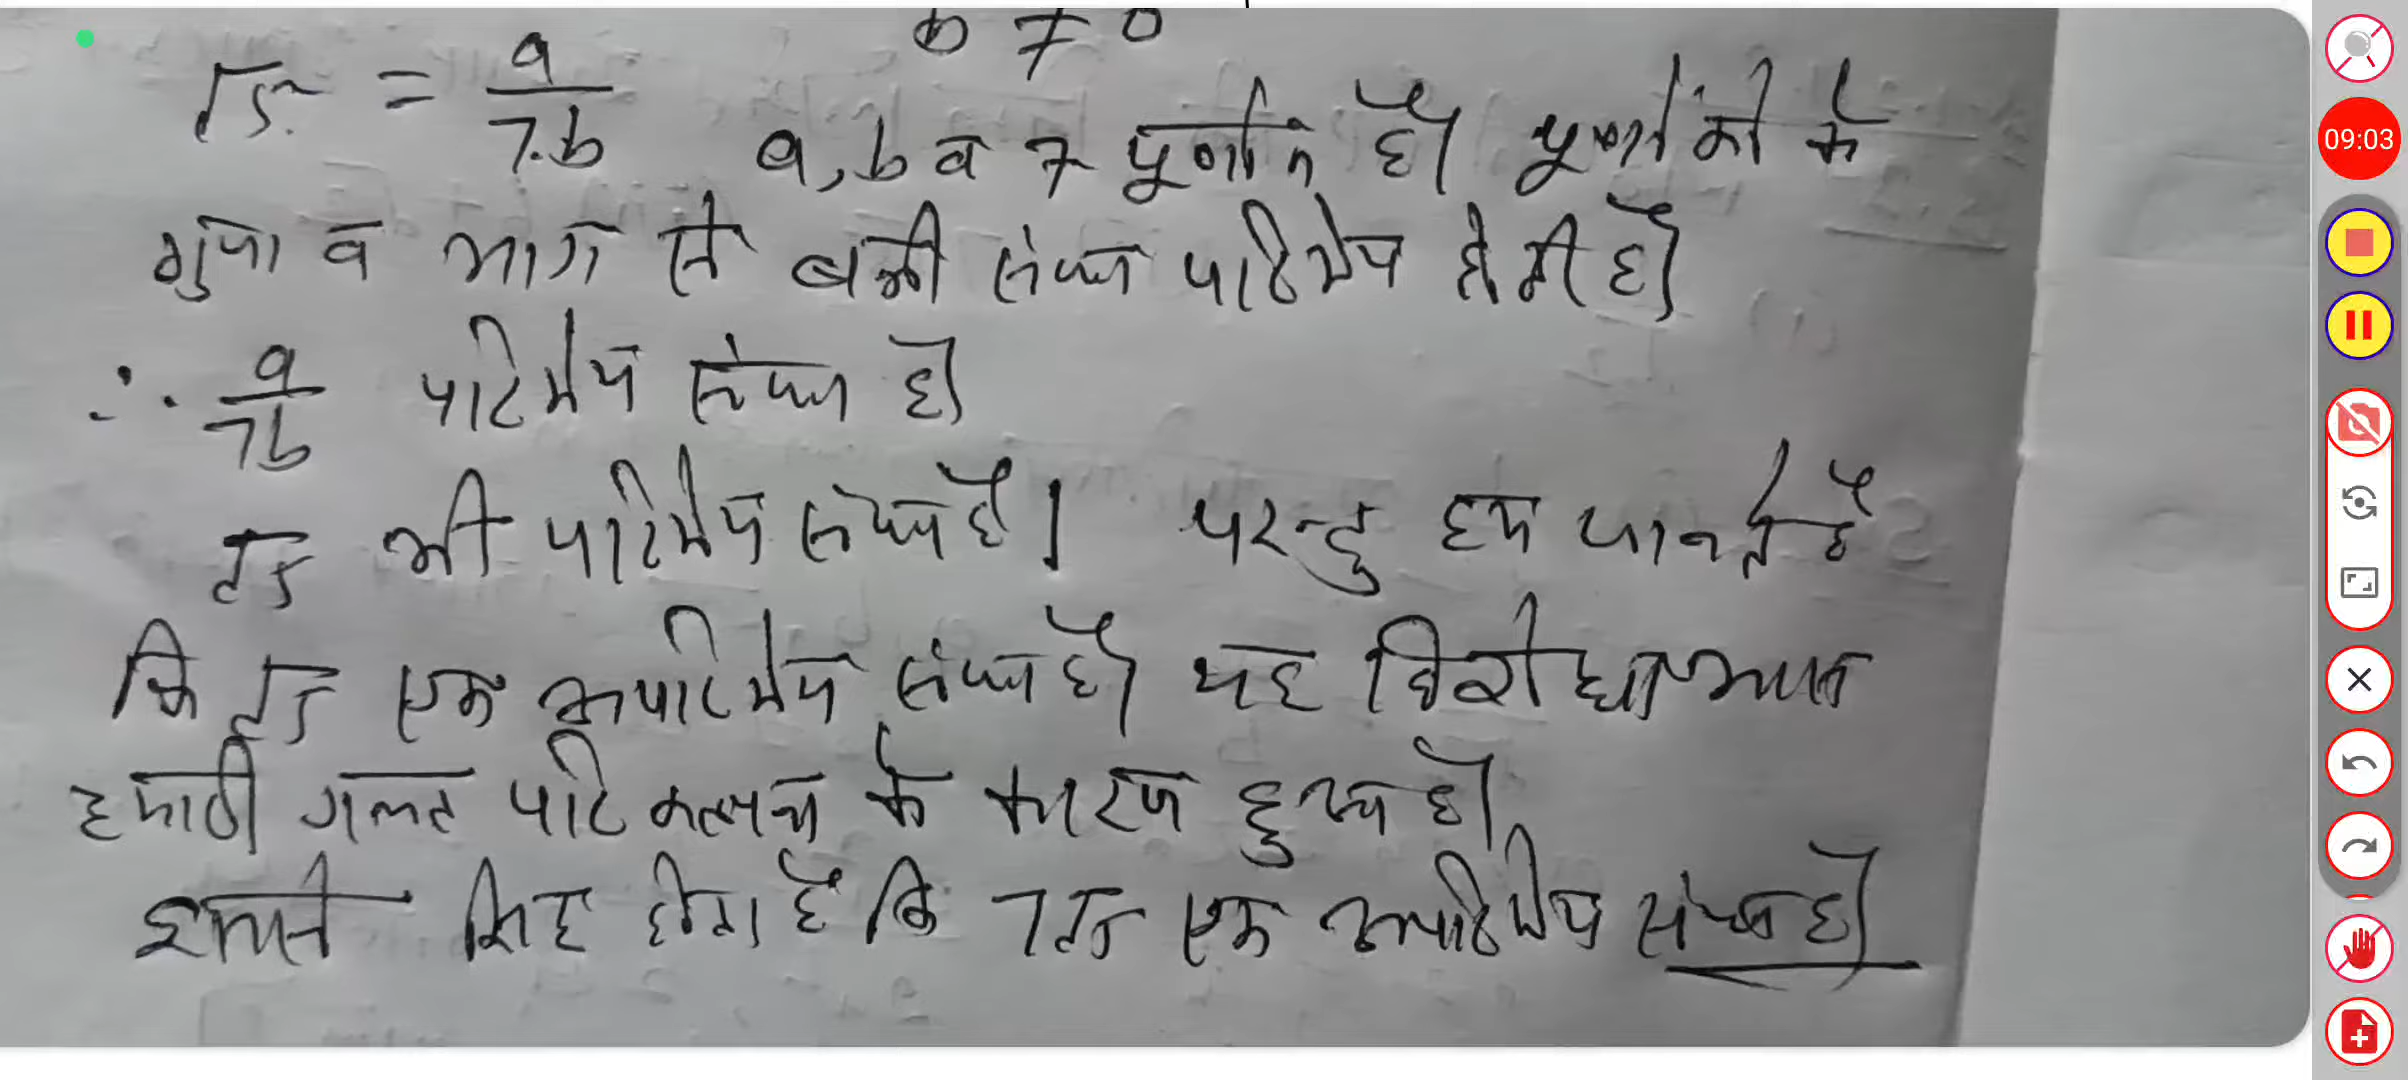 b ≠ 0
√5 = a/7.b a, b व 7 पूर्णांक है। पूर्णांकों के
गुणा व भाग से बनी संख्या परिमेय होती है।
∴ a/7b परिमेय संख्या है।
√5 भी परिमेय संख्या है। परन्तु हम जानते है
कि √5 एक अपरिमेय संख्या है। यह विरोधाभास
हमारी गलत परिकल्पना के कारण हुआ है।
इससे सिद्ध होता है कि 7√5 एक अपरिमेय संख्या है।
09:03